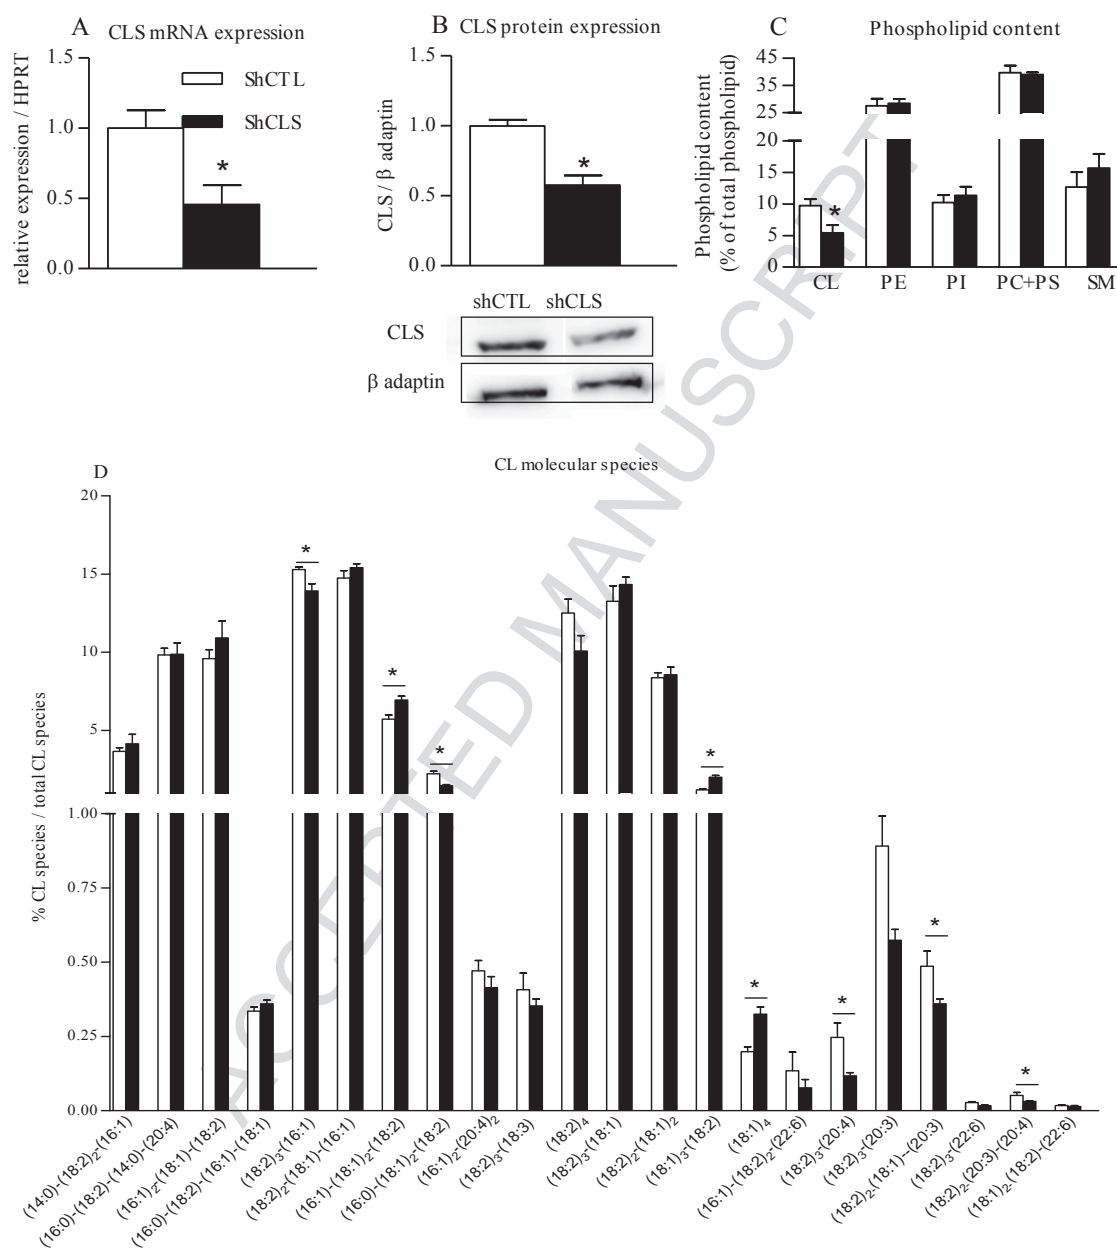 A CLS mRNA expression
relative expression / HPRT
1.5
1.0
0.5
0.0
ShCTL
ShCLS
*
B CLS protein expression
CLS / β adaptin
1.5
1.0
0.5
0.0
*
shCTL shCLS
CLS
β adaptin
C Phospholipid content
Phospholipid content
(% of total phospholipid)
45
35
25
20
15
10
5
0
*
CL PE PI PC+PS SM
D CL molecular species
% CL species / total CL species
20
15
10
5
1.00
0.75
0.50
0.25
0.00
* * * * * * * *
(14:0)-(18:2)₂(16:1)
(16:0)-(18:2)-(14:0)-(20:4)
(16:1)₂(18:1)-(18:2)
(16:0)-(18:2)-(16:1)-(18:1)
(18:2)₃(16:1)
(18:2)₂-(18:1)-(16:1)
(16:1)-(18:1)₂(18:2)
(16:0)-(18:1)₂(18:2)
(16:1)₂(20:4)₂
(18:2)₃(18:3)
(18:2)₄
(18:2)₃(18:1)
(18:2)₂(18:1)₂
(18:1)₃(18:2)
(18:1)₄
(16:1)-(18:2)₂(22:6)
(18:2)₃(20:4)
(18:2)₃(20:3)
(18:2)₂-(18:1)-(20:3)
(18:2)₃(22:6)
(18:2)₂-(20:3)-(20:4)
(18:1)₂(18:2)-(22:6)
ACCEPTED MANUSCRIPT